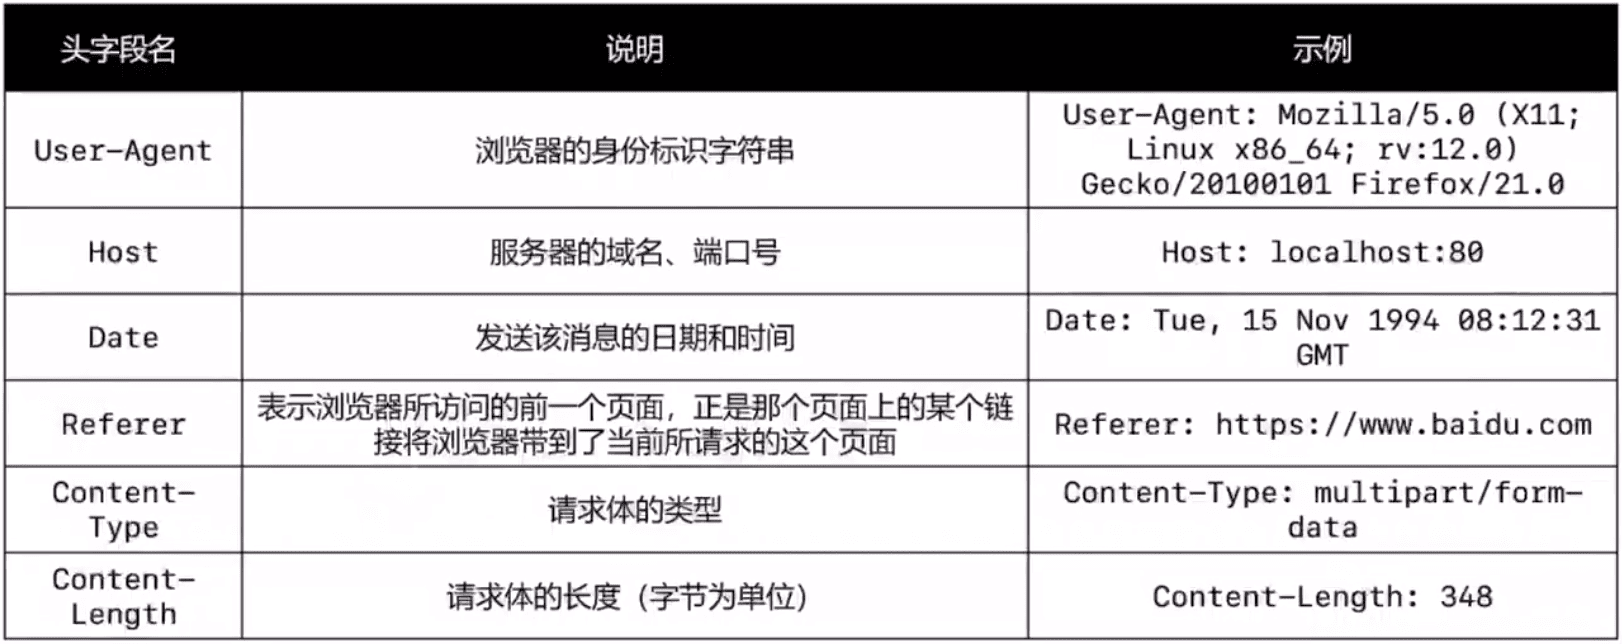 头字段名 说明 示例
User-Agent 浏览器的身份标识字符串 User-Agent: Mozilla/5.0 (X11;
Linux x86_64; rv:12.0)
Gecko/20100101 Firefox/21.0
Host 服务器的域名、端口号 Host: localhost:80
Date 发送该消息的日期和时间 Date: Tue, 15 Nov 1994 08:12:31
GMT
Referer 表示浏览器所访问的前一个页面，正是那个页面上的某个链
接将浏览器带到了当前所请求的这个页面 Referer: https://www.baidu.com
Content-
Type 请求体的类型 Content-Type: multipart/form-
data
Content-
Length 请求体的长度（字节为单位） Content-Length: 348